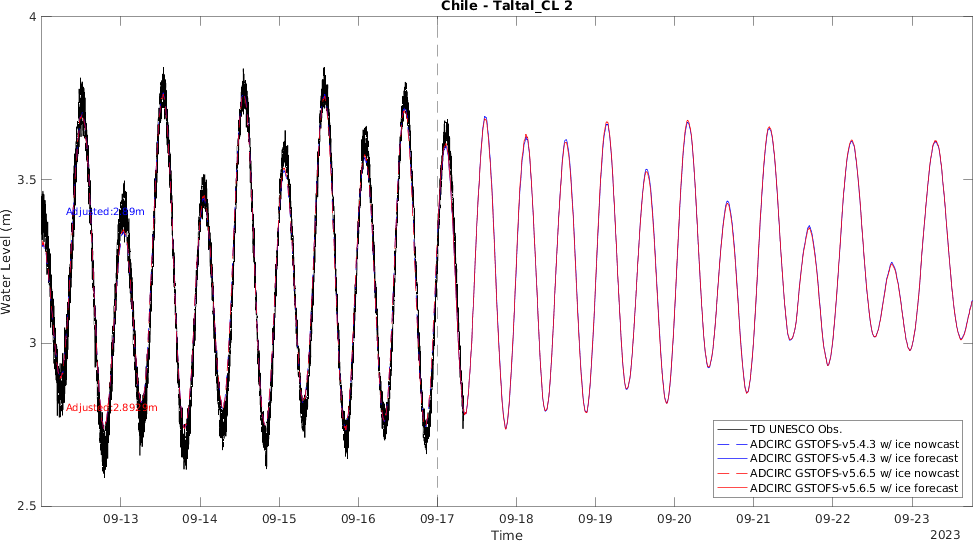 Chile - Taltal_CL 2
4
3.5
3
2.5
Water Level (m)
Adjusted:
Adjusted:
09-13
09-14
09-15
09-16
09-17
09-18
09-19
09-20
09-21
09-22
09-23
2023
Time
TD UNESCO Obs.
ADCIRC GSTOFS-v5.4.3 w/ ice nowcast
ADCIRC GSTOFS-v5.4.3 w/ ice forecast
ADCIRC GSTOFS-v5.6.5 w/ ice nowcast
ADCIRC GSTOFS-v5.6.5 w/ ice forecast